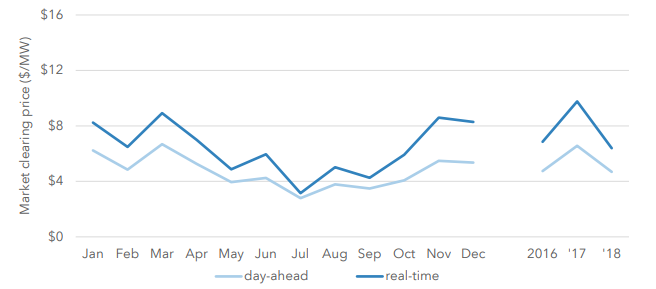 Market clearing price ($/MW)
$16
$12
$8
$4
$0
Jan Feb Mar Apr May Jun Jul Aug Sep Oct Nov Dec 2016 '17 '18
day-ahead real-time